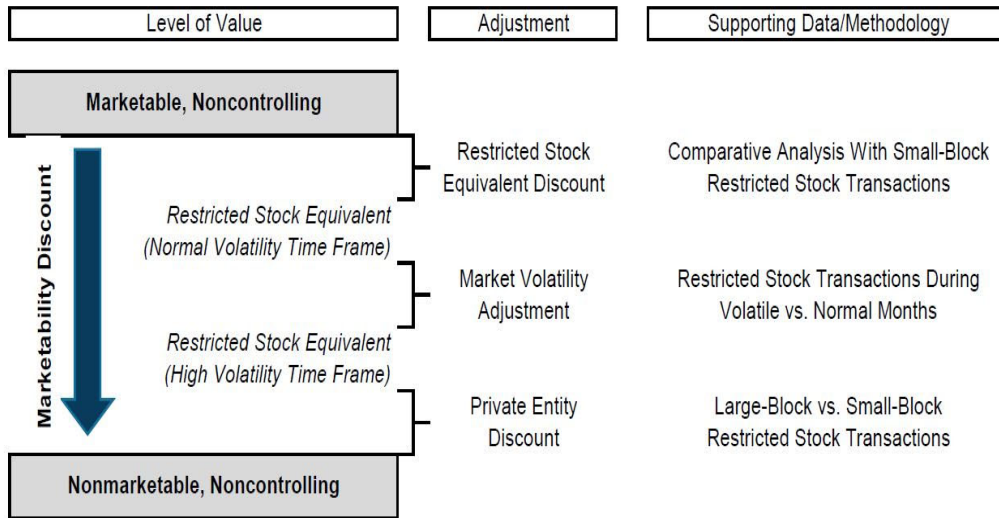 Level of Value
Adjustment
Supporting Data/Methodology
Marketable, Noncontrolling
Marketability Discount
Restricted Stock
Equivalent Discount
Comparative Analysis With Small-Block
Restricted Stock Transactions
Restricted Stock Equivalent
(Normal Volatility Time Frame)
Market Volatility
Adjustment
Restricted Stock Transactions During
Volatile vs. Normal Months
Restricted Stock Equivalent
(High Volatility Time Frame)
Private Entity
Discount
Large-Block vs. Small-Block
Restricted Stock Transactions
Nonmarketable, Noncontrolling